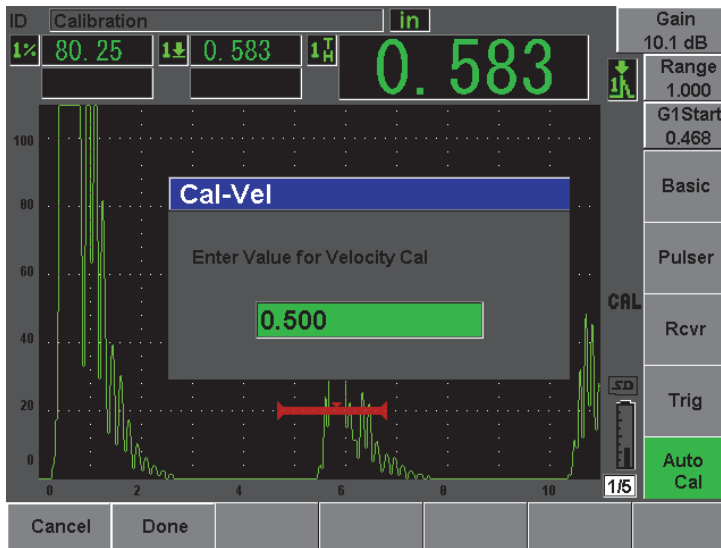 ID Calibration in
1% 80.25 1 0.583 1TH 0.583
Gain
10.1 dB
Range
1.000
G1Start
0.468
Basic
Pulser
Rcvr
Trig
Auto
Cal
100
80
60
40
20
0
0 2 4 6 8 10
Cal-Vel
Enter Value for Velocity Cal
0.500
CAL
SD
1/5
Cancel Done